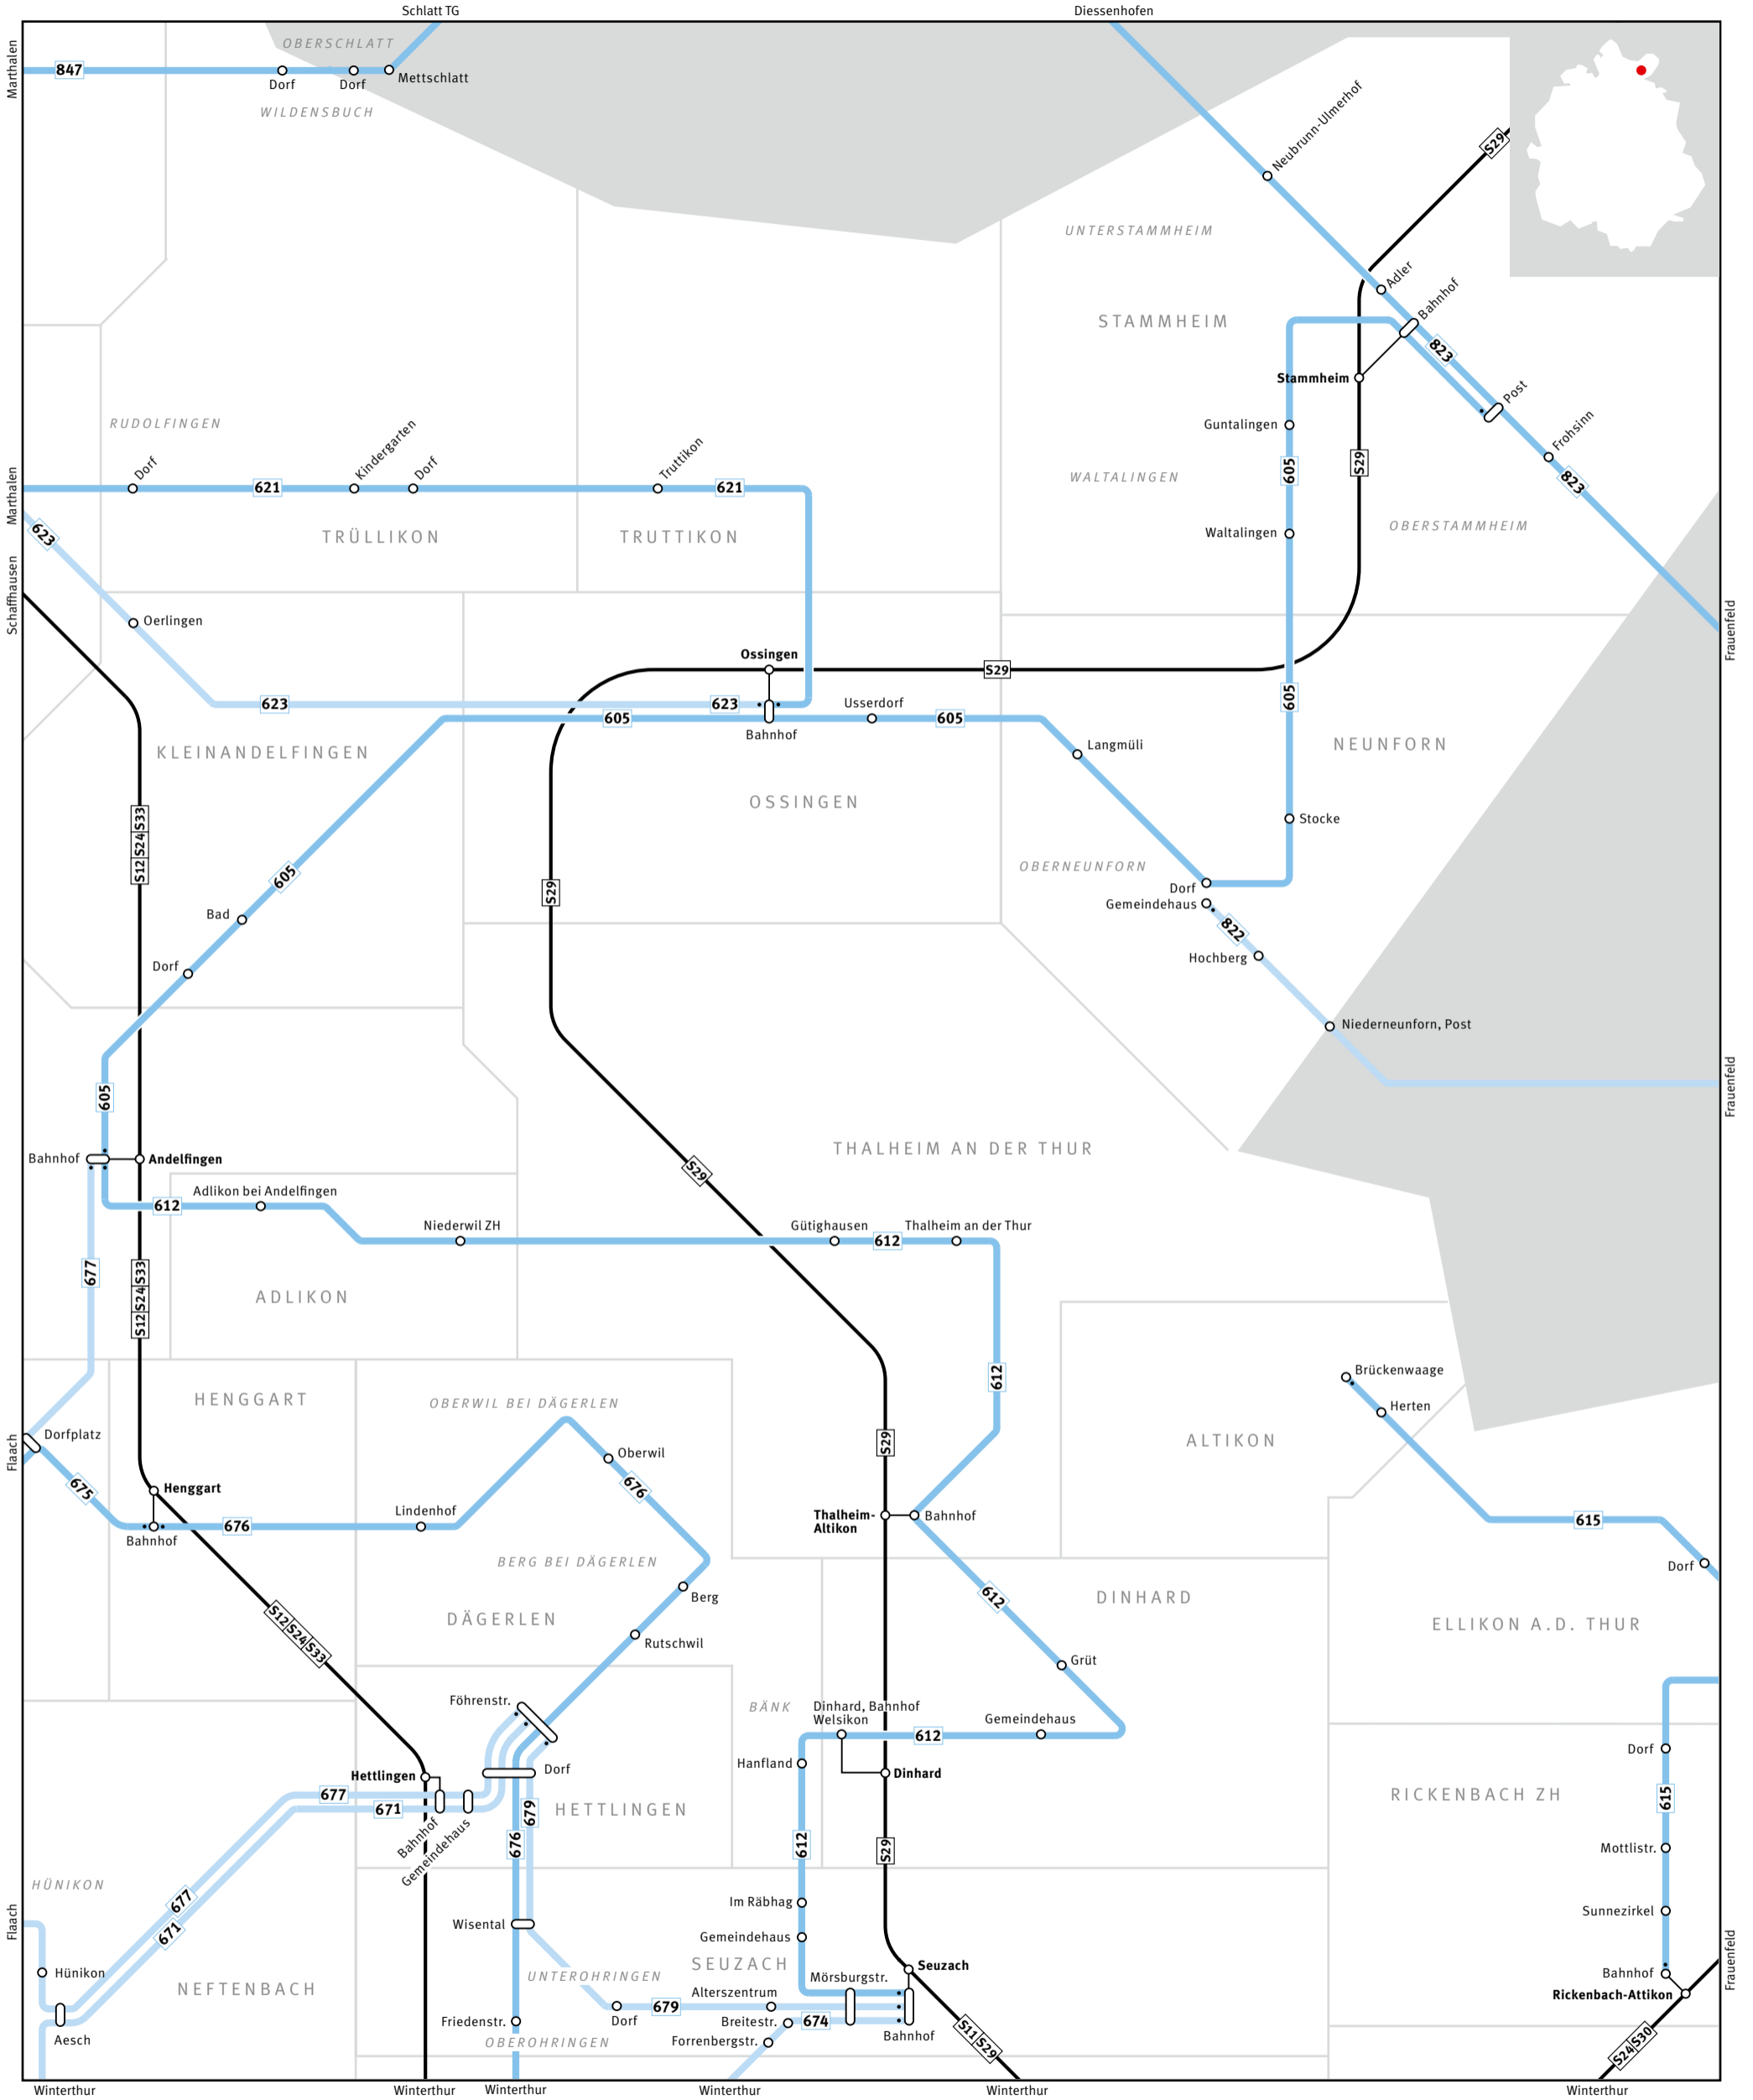 Schlatt TG
Diessenhofen
Marthalen
OBERSCHLATT
847
Dorf
Dorf
Mettschlatt
WILDENSBUCH
Neubrunn-Ulmerhof
S29
UNTERSTAMMHEIM
Adler
Bahnhof
STAMMHEIM
823
Stammheim
Post
Guntalingen
Frohsinn
RUDOLFINGEN
Dorf
Kindergarten
Dorf
Truttikon
605
S29
WALTALINGEN
823
Marthalen
621
621
623
TRÜLLIKON
TRUTTIKON
Waltalingen
OBERSTAMMHEIM
Schaffhausen
Oerlingen
Frauenfeld
Ossingen
S29
605
623
623
Usserdorf
605
605
Bahnhof
Langmüli
NEUNFORN
KLEINANDELFINGEN
OSSINGEN
Stocke
S12 S24 S33
OBERNEUNFORN
605
S29
Dorf
Gemeindehaus
Bad
822
Hochberg
Dorf
Niederneunforn, Post
605
Frauenfeld
THALHEIM AN DER THUR
Bahnhof
Andelfingen
S29
Adlikon bei Andelfingen
612
Niederwil ZH
Gütighausen
Thalheim an der Thur
612
677
S12 S24 S33
ADLIKON
612
Brückenwaage
HENGGART
OBERWIL BEI DÄGERLEN
Herten
Flaach
Dorfplatz
S29
ALTIKON
Oberwil
675
Henggart
676
Lindenhof
676
Bahnhof
Thalheim-
Altikon
Bahnhof
615
BERG BEI DÄGERLEN
Dorf
Berg
612
DINHARD
DÄGERLEN
S12 S24 S33
Rutschwil
ELLIKON A.D. THUR
Grüt
Föhrenstr.
BÄNK
Dinhard, Bahnhof
Welsikon
612
Gemeindehaus
Dorf
Hanfland
Dinhard
Hettlingen
Dorf
677
671
679
HETTLINGEN
RICKENBACH ZH
615
Bahnhof
Gemeindehaus
676
612
S29
Mottlistr.
HÜNIKON
677
671
Im Räbhag
Sunnezirkel
Flaach
Wisental
Gemeindehaus
SEUZACH
Seuzach
Frauenfeld
Hünikon
NEFTENBACH
UNTEROHRINGEN
Mörsburgstr.
Bahnhof
Alterszentrum
Rickenbach-Attikon
679
Dorf
Friedenstr.
Breitestr.
674
Bahnhof
Aesch
OBEROHRINGEN
Forrenbergstr.
S11 S29
S24 S30
Winterthur
Winterthur
Winterthur
Winterthur
Winterthur
Winterthur